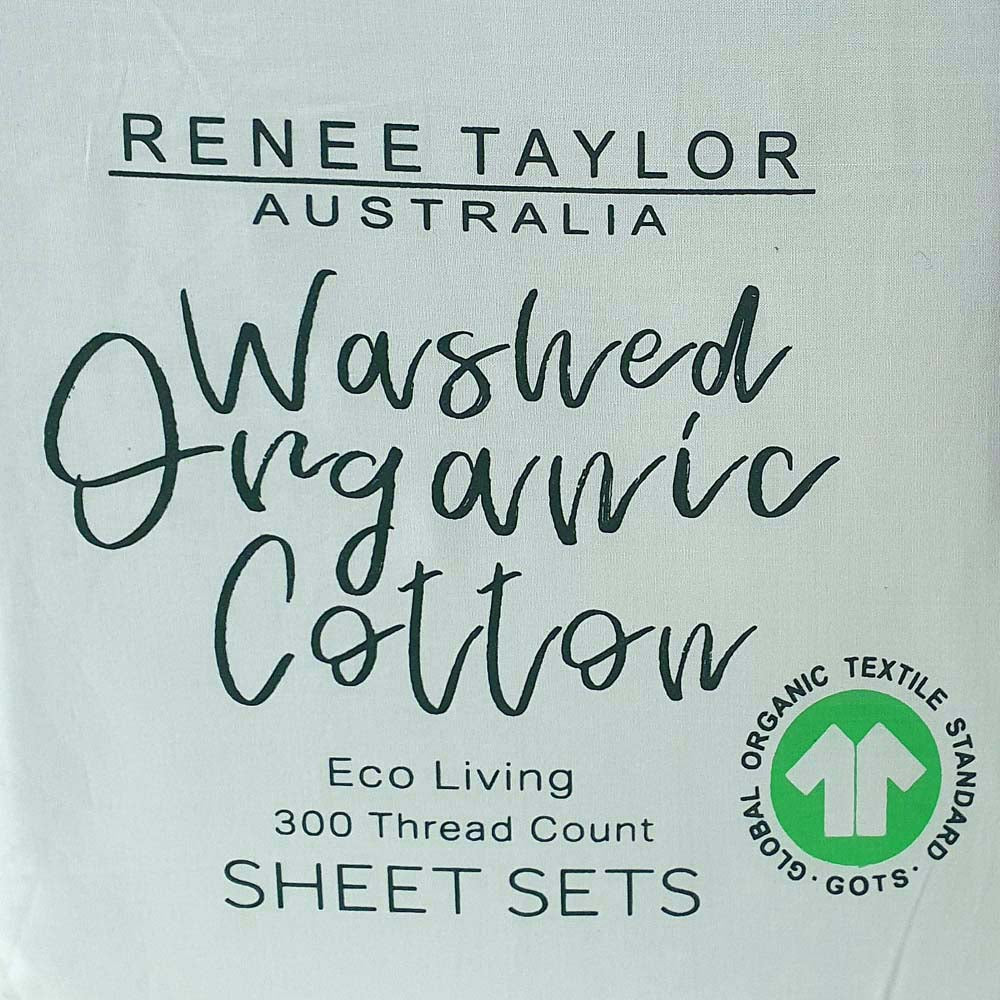 RENEE TAYLOR
AUSTRALIA
Washed
Organic
Cotton
Eco Living
300 Thread Count
SHEET SETS
GLOBAL ORGANIC TEXTILE STANDARD · GOTS ·